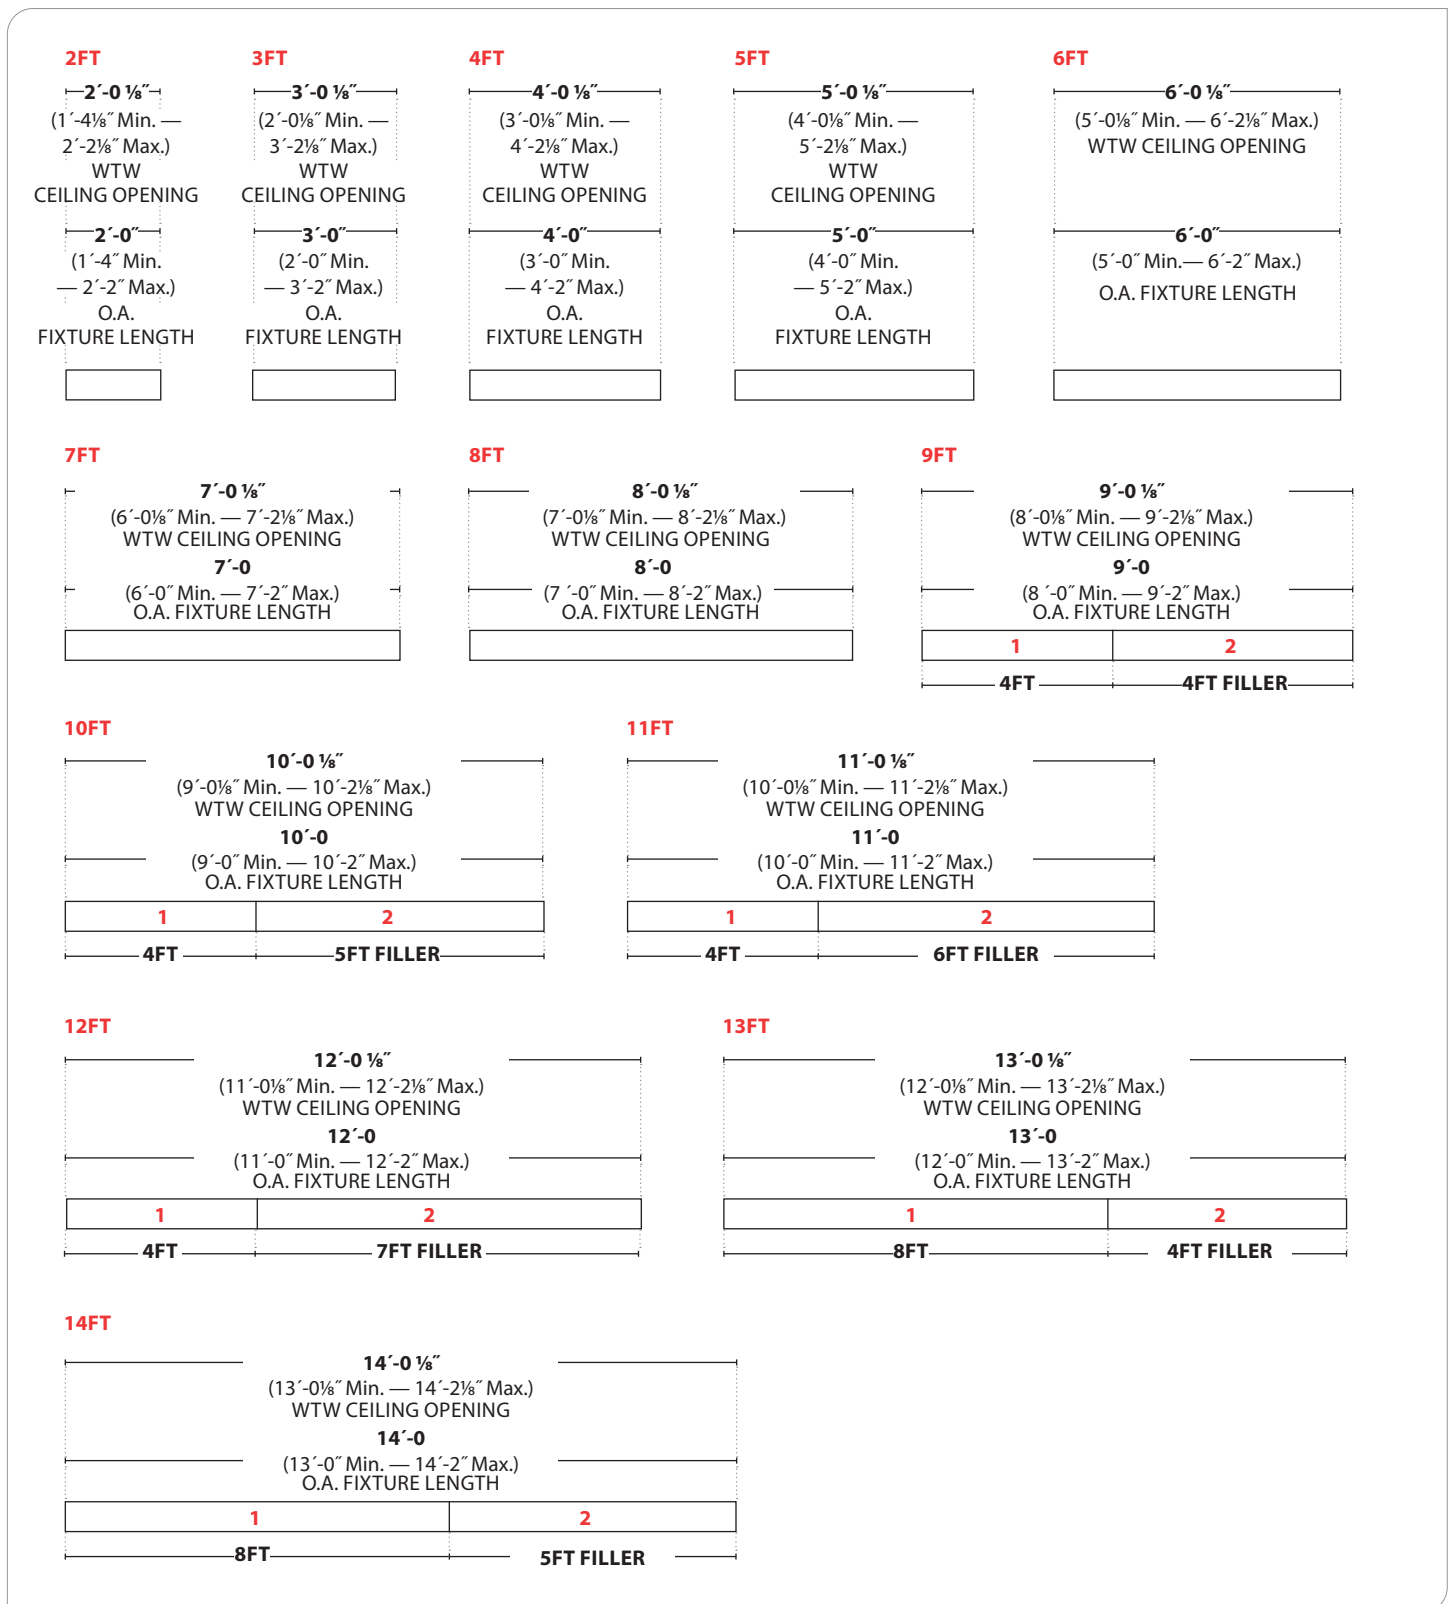 2FT
2´-0 ⅛˝
(1´-4⅛˝ Min. —
2´-2⅛˝ Max.)
WTW
CEILING OPENING
2´-0˝
(1´-4˝ Min.
— 2´-2˝ Max.)
O.A.
FIXTURE LENGTH
3FT
3´-0 ⅛˝
(2´-0⅛˝ Min. —
3´-2⅛˝ Max.)
WTW
CEILING OPENING
3´-0˝
(2´-0˝ Min.
— 3´-2˝ Max.)
O.A.
FIXTURE LENGTH
4FT
4´-0 ⅛˝
(3´-0⅛˝ Min. —
4´-2⅛˝ Max.)
WTW
CEILING OPENING
4´-0˝
(3´-0˝ Min.
— 4´-2˝ Max.)
O.A.
FIXTURE LENGTH
5FT
5´-0 ⅛˝
(4´-0⅛˝ Min. —
5´-2⅛˝ Max.)
WTW
CEILING OPENING
5´-0˝
(4´-0˝ Min.
— 5´-2˝ Max.)
O.A.
FIXTURE LENGTH
6FT
6´-0 ⅛˝
(5´-0⅛˝ Min. — 6´-2⅛˝ Max.)
WTW CEILING OPENING
6´-0˝
(5´-0˝ Min.— 6´-2˝ Max.)
O.A. FIXTURE LENGTH
7FT
7´-0 ⅛˝
(6´-0⅛˝ Min. — 7´-2⅛˝ Max.)
WTW CEILING OPENING
7´-0
(6´-0˝ Min. — 7´-2˝ Max.)
O.A. FIXTURE LENGTH
8FT
8´-0 ⅛˝
(7´-0⅛˝ Min. — 8´-2⅛˝ Max.)
WTW CEILING OPENING
8´-0
(7 ´-0˝ Min. — 8´-2˝ Max.)
O.A. FIXTURE LENGTH
9FT
9´-0 ⅛˝
(8´-0⅛˝ Min. — 9´-2⅛˝ Max.)
WTW CEILING OPENING
9´-0
(8 ´-0˝ Min. — 9´-2˝ Max.)
O.A. FIXTURE LENGTH
1 2
4FT 4FT FILLER
10FT
10´-0 ⅛˝
(9´-0⅛˝ Min. — 10´-2⅛˝ Max.)
WTW CEILING OPENING
10´-0
(9´-0˝ Min. — 10´-2˝ Max.)
O.A. FIXTURE LENGTH
1 2
4FT 5FT FILLER
11FT
11´-0 ⅛˝
(10´-0⅛˝ Min. — 11´-2⅛˝ Max.)
WTW CEILING OPENING
11´-0
(10´-0˝ Min. — 11´-2˝ Max.)
O.A. FIXTURE LENGTH
1 2
4FT 6FT FILLER
12FT
12´-0 ⅛˝
(11´-0⅛˝ Min. — 12´-2⅛˝ Max.)
WTW CEILING OPENING
12´-0
(11´-0˝ Min. — 12´-2˝ Max.)
O.A. FIXTURE LENGTH
1 2
4FT 7FT FILLER
13FT
13´-0 ⅛˝
(12´-0⅛˝ Min. — 13´-2⅛˝ Max.)
WTW CEILING OPENING
13´-0
(12´-0˝ Min. — 13´-2˝ Max.)
O.A. FIXTURE LENGTH
1 2
8FT 4FT FILLER
14FT
14´-0 ⅛˝
(13´-0⅛˝ Min. — 14´-2⅛˝ Max.)
WTW CEILING OPENING
14´-0
(13´-0˝ Min. — 14´-2˝ Max.)
O.A. FIXTURE LENGTH
1 2
8FT 5FT FILLER